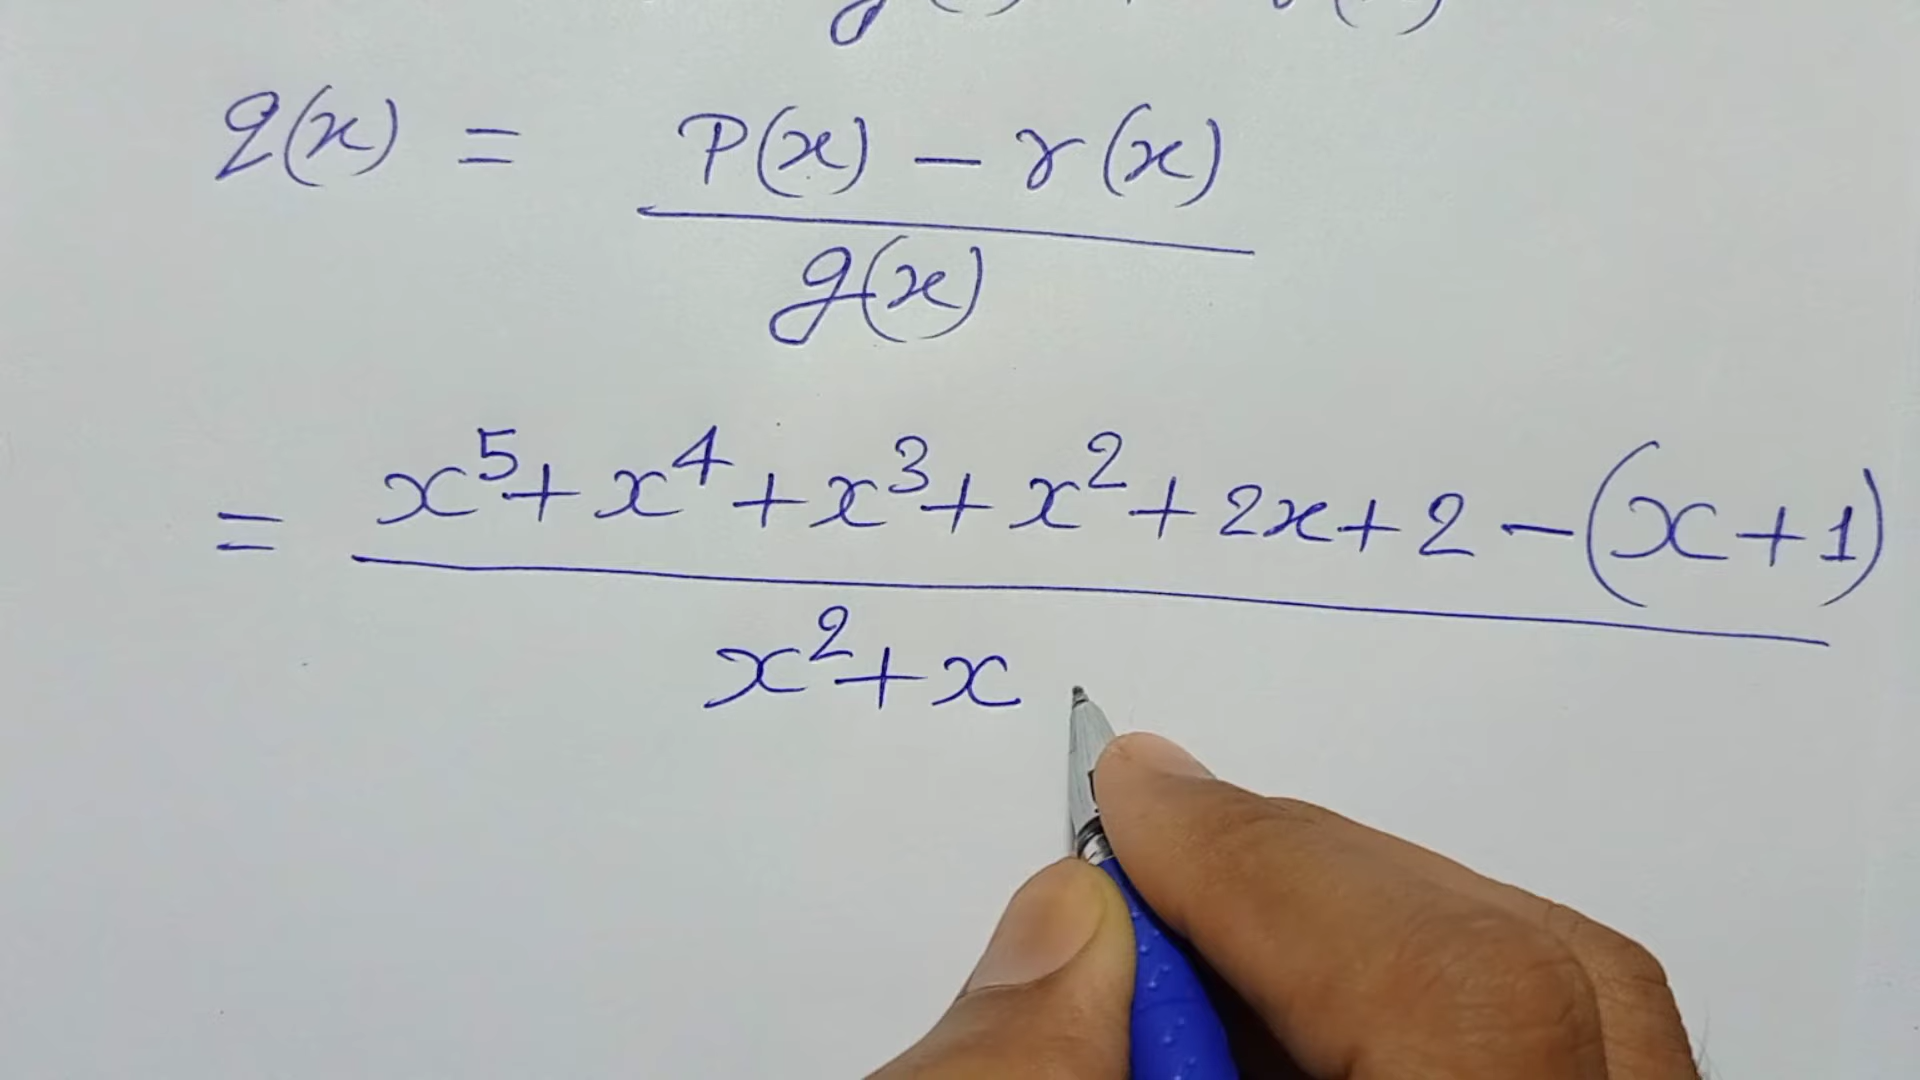 q(x) = P(x) - r(x)
g(x)
= x⁵ + x⁴ + x³ + x² + 2x + 2 - (x + 1)
x² + x